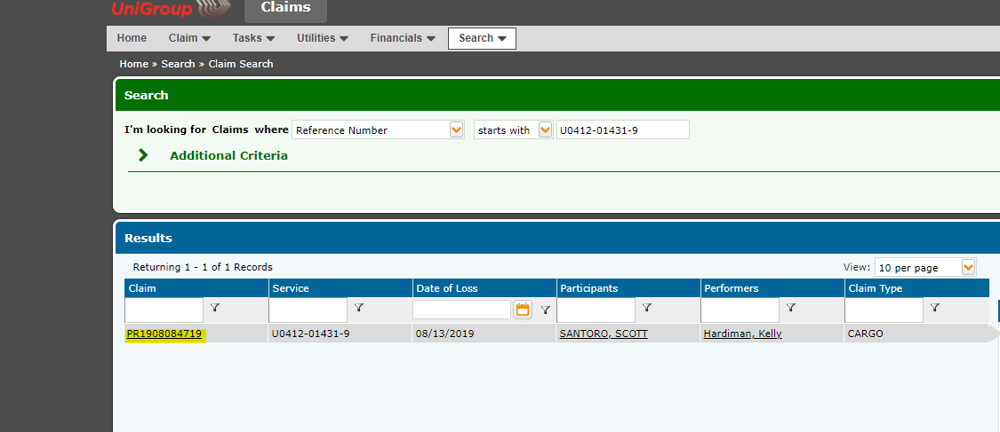 UniGroup Claims
Home Claim Tasks Utilities Financials Search
Home » Search » Claim Search
Search
I'm looking for Claims where Reference Number starts with U0412-01431-9
Additional Criteria
Results
Returning 1 - 1 of 1 Records View: 10 per page
Claim Service Date of Loss Participants Performers Claim Type
PR1908084719 U0412-01431-9 08/13/2019 SANTORO, SCOTT Hardiman, Kelly CARGO